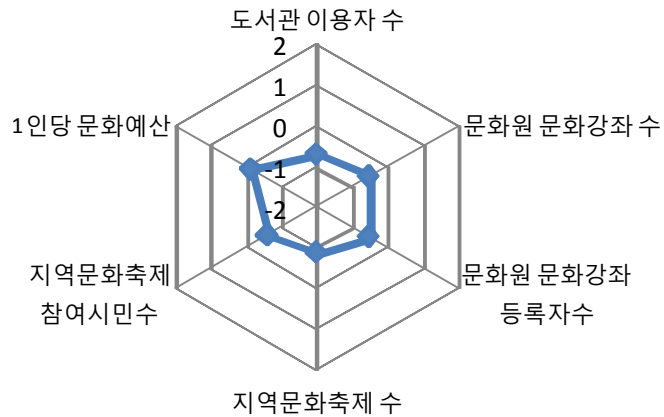 도서관 이용자 수
2
1
0
-1
-2
1인당 문화예산
문화원 문화강좌 수
지역문화축제
참여시민수
문화원 문화강좌
등록자수
지역문화축제 수